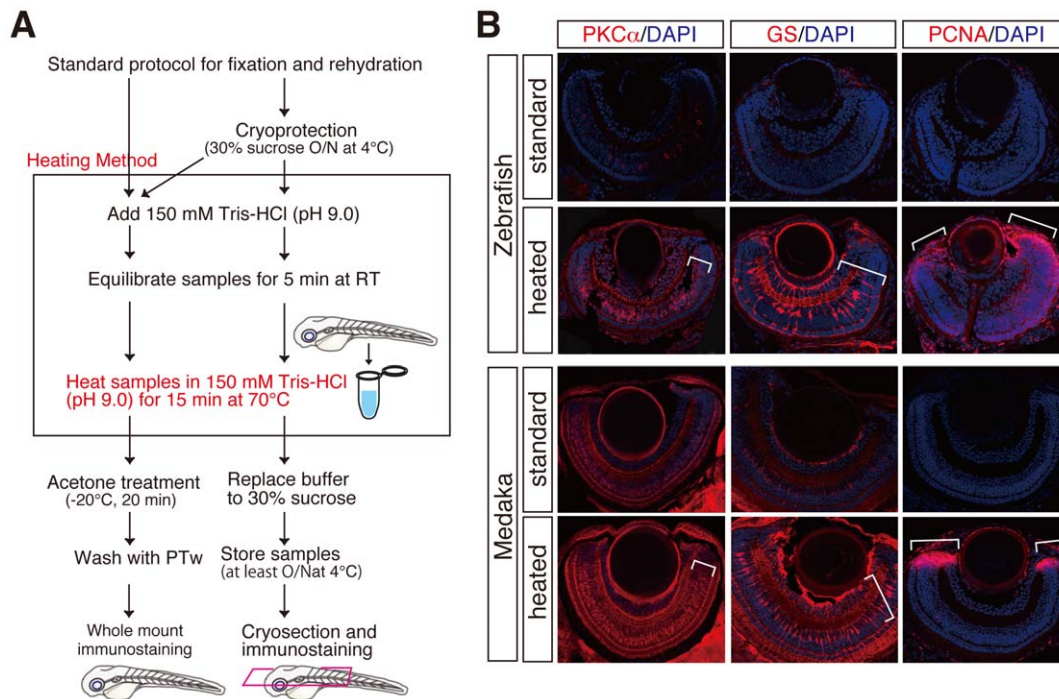 A
Standard protocol for fixation and rehydration
Cryoprotection
(30% sucrose O/N at 4°C)
Heating Method
Add 150 mM Tris-HCl (pH 9.0)
Equilibrate samples for 5 min at RT
Heat samples in 150 mM Tris-HCl
(pH 9.0) for 15 min at 70°C
Acetone treatment
(-20°C, 20 min)
Replace buffer
to 30% sucrose
Wash with PTw
Store samples
(at least O/Nat 4°C)
Whole mount
immunostaining
Cryosection and
immunostaining
B
PKCα/DAPI
GS/DAPI
PCNA/DAPI
Zebrafish
standard
heated
Medaka
standard
heated